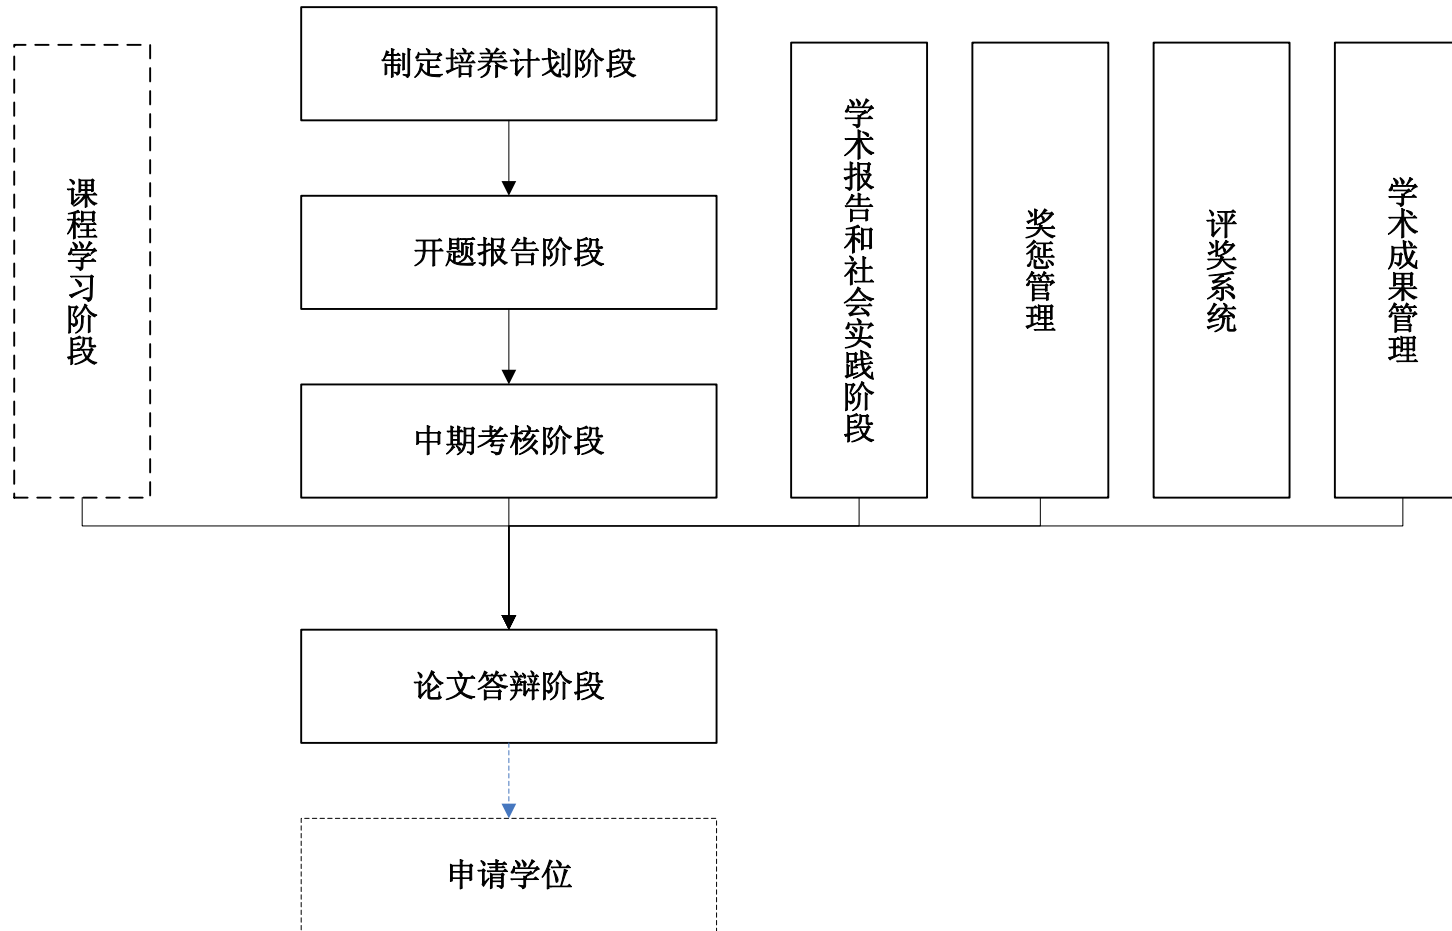 制定培养计划阶段
课程学习阶段
开题报告阶段
中期考核阶段
学术报告和社会实践阶段
奖惩管理
评奖系统
学术成果管理
论文答辩阶段
申请学位